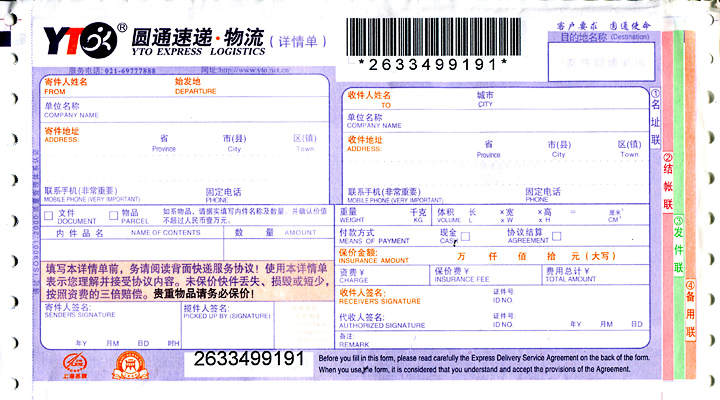 YTO® 圆通速递·物流 (详情单)
YTO EXPRESS LOGISTICS
服务电话: 021-69777888 网址: http://www.yto.net.cn
*2633499191*
客户要求 圆通使命
目的地名称 (Destination)
寄件人姓名 始发地
FROM DEPARTURE
单位名称
COMPANY NAME
寄件地址 省 市(县) 区(镇)
ADDRESS: Province City Town
联系手机(非常重要) 固定电话
MOBILE PHONE (VERY IMPORTANT) PHONE
收件人姓名 城市
TO CITY
单位名称
COMPANY NAME
收件地址 省 市(县) 区(镇)
ADDRESS: Province City Town
联系手机(非常重要) 固定电话
MOBILE PHONE (VERY IMPORTANT) PHONE
文件 物品 如系物品,请据实填写内件名称及数量,并确认价值
DOCUMENT PARCEL 不超过人民币壹万元。
内件品名 NAME OF CONTENTS 数量 AMOUNT
填写本详情单前,务请阅读背面快递服务协议!使用本详情单
表示您理解并接受协议内容。未保价快件丢失、损毁或短少,
按照资费的三倍赔偿。贵重物品请务必保价!
寄件人签名: 揽件人签名:
SENDER'S SIGNATURE PICKED UP BY (SIGNATURE)
年Y 月M 日D 年Y 月M 日D 时H
重量 千克 体积 长 ×宽 ×高 = 厘米³
WEIGHT KG VOLUME L x W x H CM³
付款方式 现金 协议结算
MEANS OF PAYMENT CASH AGREEMENT
保价金额: 万 仟 佰 拾 元 (大写)
INSURANCE AMOUNT
资费¥ 保价费¥ 费用总计¥
CHARGE INSURANCE FEE TOTAL AMOUNT
收件人签名: 证件号:
RECEIVER'S SIGNATURE ID NO.
代收人签名: 证件号:
AUTHORIZED SIGNATURE ID NO. 年Y 月M 日D
备注
REMARK
①名址联
②结帐联
③发件联
④备用联
2633499191
Before you fill in this form, please read carefully the Express Delivery Service Agreement on the back of the form.
When you use the form, it is considered that you understand and accept the provisions of the Agreement.